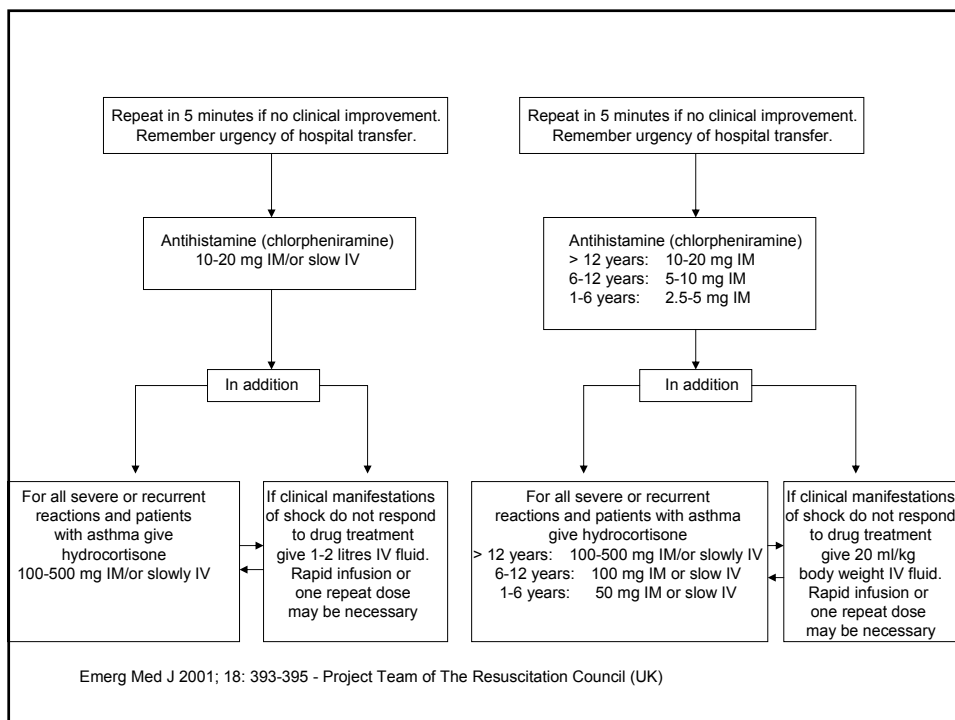 Repeat in 5 minutes if no clinical improvement.
Remember urgency of hospital transfer.
Antihistamine (chlorpheniramine)
10-20 mg IM/or slow IV
In addition
For all severe or recurrent
reactions and patients
with asthma give
hydrocortisone
100-500 mg IM/or slowly IV
If clinical manifestations
of shock do not respond
to drug treatment
give 1-2 litres IV fluid.
Rapid infusion or
one repeat dose
may be necessary
Repeat in 5 minutes if no clinical improvement.
Remember urgency of hospital transfer.
Antihistamine (chlorpheniramine)
> 12 years: 10-20 mg IM
6-12 years: 5-10 mg IM
1-6 years: 2.5-5 mg IM
In addition
For all severe or recurrent
reactions and patients with asthma
give hydrocortisone
> 12 years: 100-500 mg IM/or slowly IV
6-12 years: 100 mg IM or slow IV
1-6 years: 50 mg IM or slow IV
If clinical manifestations
of shock do not respond
to drug treatment
give 20 ml/kg
body weight IV fluid.
Rapid infusion or
one repeat dose
may be necessary
Emerg Med J 2001; 18: 393-395 - Project Team of The Resuscitation Council (UK)